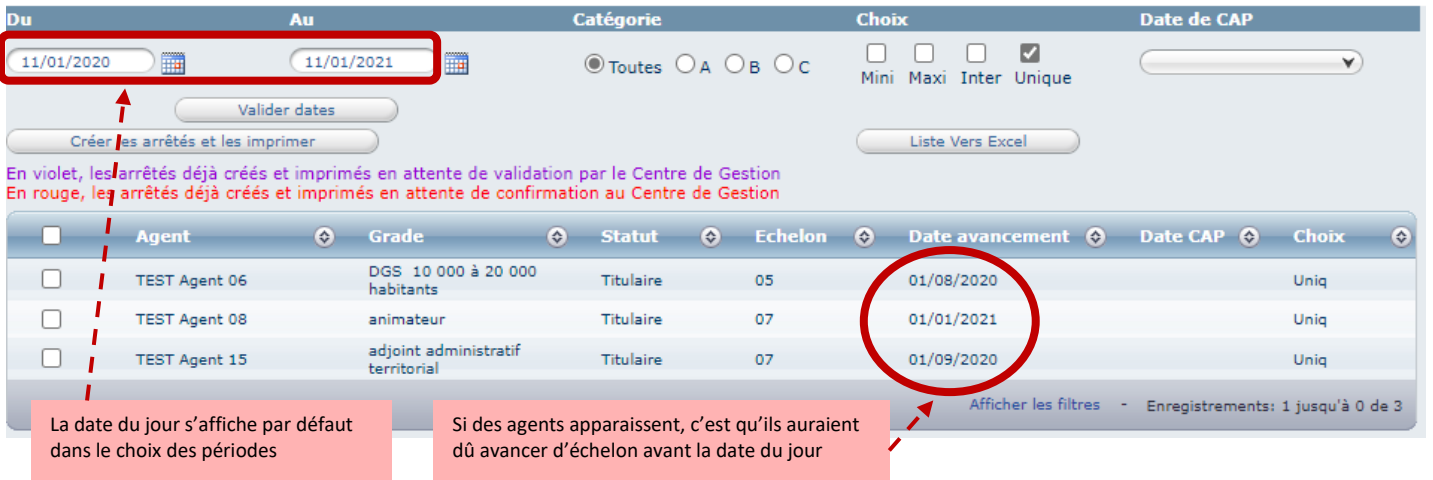 Du Au Catégorie Choix Date de CAP
11/01/2020 11/01/2021 Toutes A B C Mini Maxi Inter Unique
Valider dates
Créer les arrêtés et les imprimer Liste Vers Excel
En violet, les arrêtés déjà créés et imprimés en attente de validation par le Centre de Gestion
En rouge, les arrêtés déjà créés et imprimés en attente de confirmation au Centre de Gestion
Agent Grade Statut Echelon Date avancement Date CAP Choix
TEST Agent 06 DGS 10 000 à 20 000 habitants Titulaire 05 01/08/2020 Uniq
TEST Agent 08 animateur Titulaire 07 01/01/2021 Uniq
TEST Agent 15 adjoint administratif territorial Titulaire 07 01/09/2020 Uniq
Afficher les filtres - Enregistrements: 1 jusqu'à 0 de 3
La date du jour s’affiche par défaut
dans le choix des périodes
Si des agents apparaissent, c’est qu’ils auraient
dû avancer d’échelon avant la date du jour